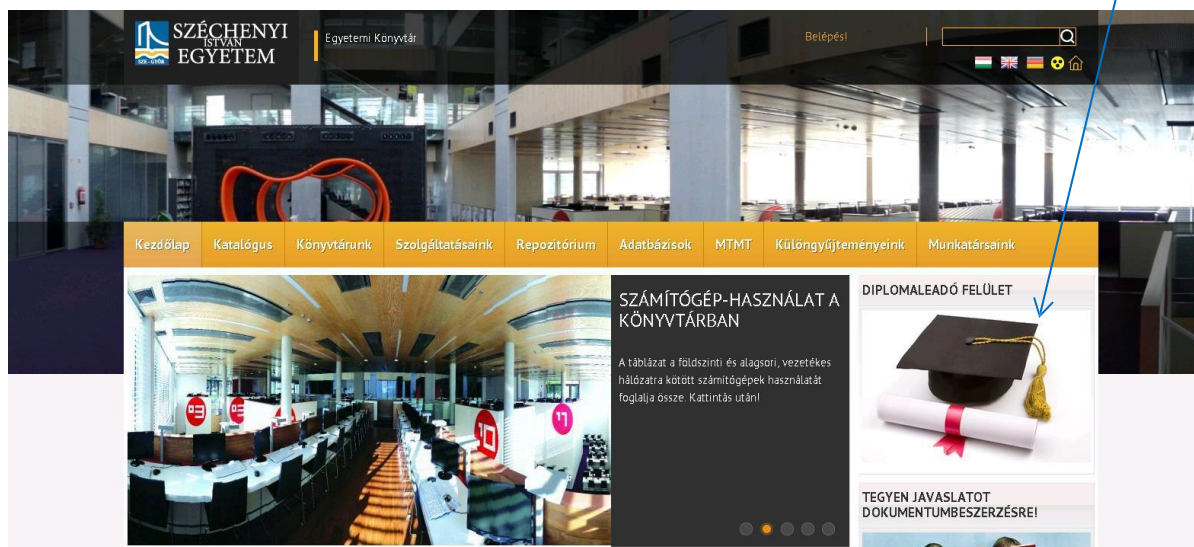 SZÉCHENYI
ISTVÁN
EGYETEM
SZE - GYŐR
Egyetemi Könyvtár
Belépés!
Kezdőlap Katalógus Könyvtárunk Szolgáltatásaink Repozitórium Adatbázisok MTMT Különgyűjteményeink Munkatársaink
SZÁMÍTÓGÉP-HASZNÁLAT A
KÖNYVTÁRBAN
A táblázat a földszinti és alagsori, vezetékes
hálózatra kötött számítógépek használatát
foglalja össze. Kattintás után!
DIPLOMALEADÓ FELÜLET
TEGYEN JAVASLATOT
DOKUMENTUMBESZERZÉSRE!